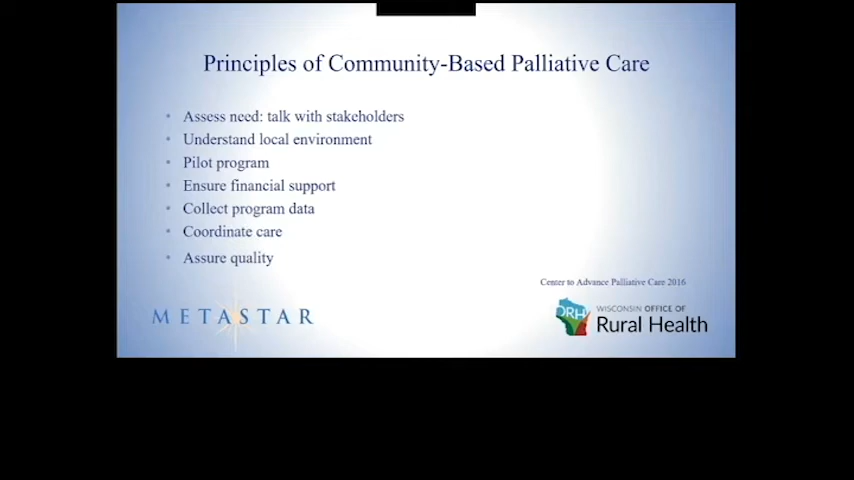 Principles of Community-Based Palliative Care
Assess need: talk with stakeholders
Understand local environment
Pilot program
Ensure financial support
Collect program data
Coordinate care
Assure quality
Center to Advance Palliative Care 2016
METASTAR
ORH
WISCONSIN OFFICE OF
Rural Health